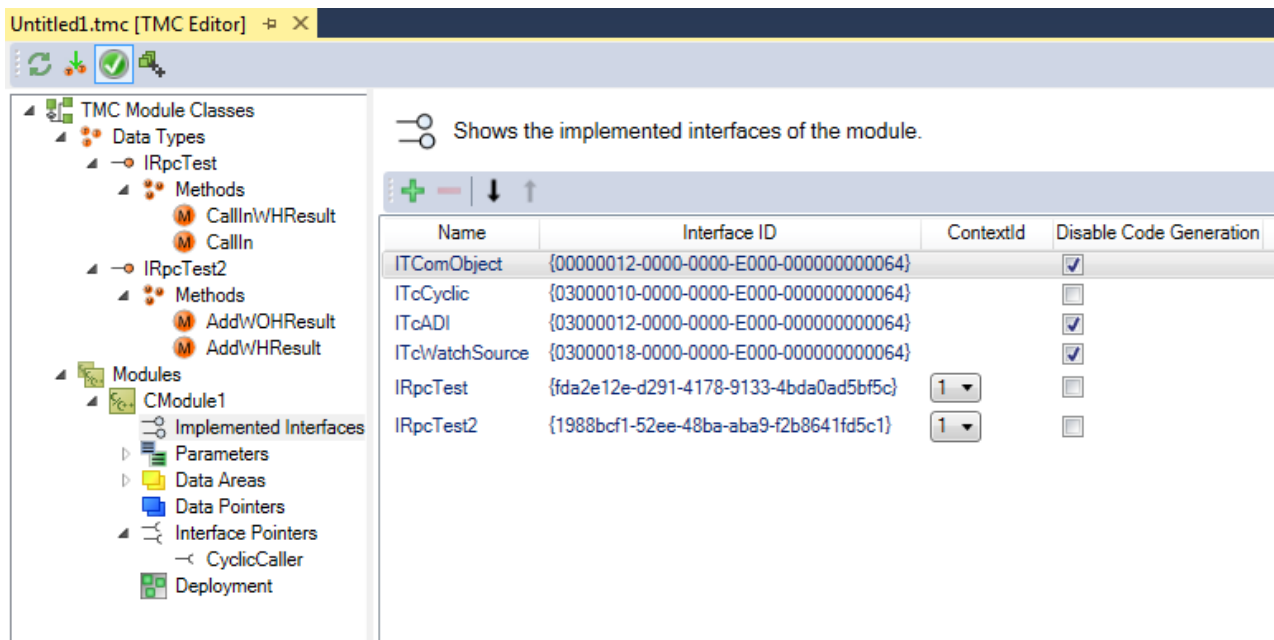 Untitled1.tmc [TMC Editor]
TMC Module Classes
Data Types
IRpcTest
Methods
CallInWHResult
CallIn
IRpcTest2
Methods
AddWOHResult
AddWHResult
Modules
CModule1
Implemented Interfaces
Parameters
Data Areas
Data Pointers
Interface Pointers
CyclicCaller
Deployment
Shows the implemented interfaces of the module.
Name Interface ID ContextId Disable Code Generation
ITComObject {00000012-0000-0000-E000-000000000064}
ITcCyclic {03000010-0000-0000-E000-000000000064}
ITcADI {03000012-0000-0000-E000-000000000064}
ITcWatchSource {03000018-0000-0000-E000-000000000064}
IRpcTest {fda2e12e-d291-4178-9133-4bda0ad5bf5c} 1
IRpcTest2 {1988bcf1-52ee-48ba-aba9-f2b8641fd5c1} 1